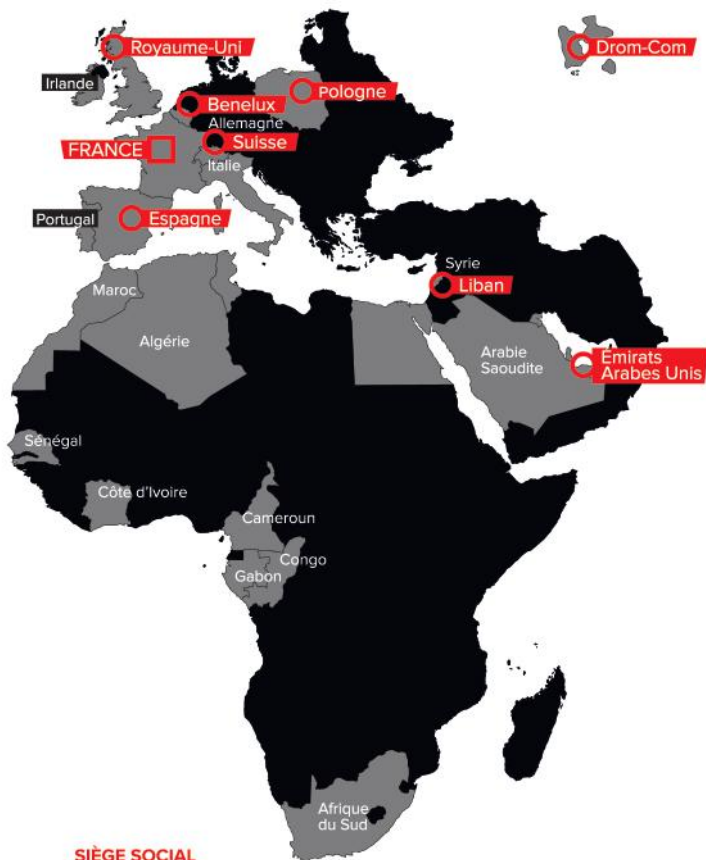 Royaume-Uni
Drom-Com
Irlande
Pologne
Benelux
Allemagne
FRANCE
Suisse
Italie
Portugal
Espagne
Syrie
Liban
Maroc
Algérie
Arabie
Saoudite
Émirats
Arabes Unis
Sénégal
Côte d'Ivoire
Cameroun
Congo
Gabon
Afrique
du Sud
SIÈGE SOCIAL